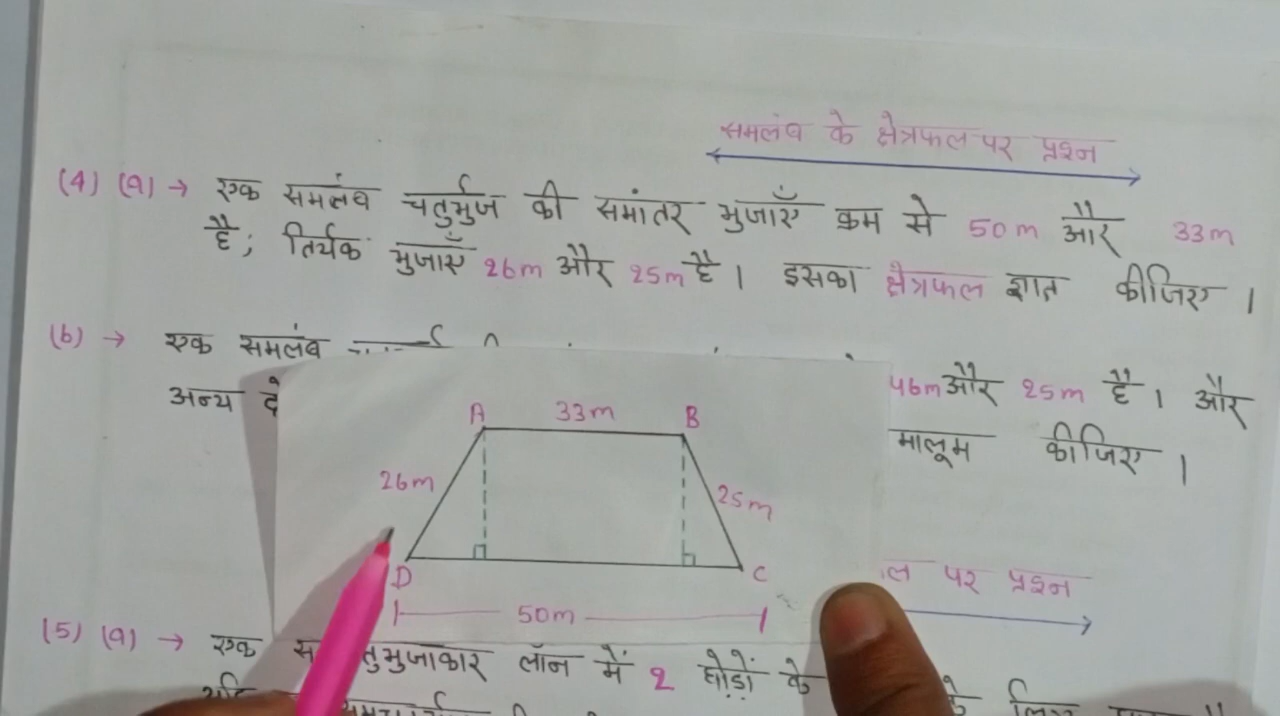 समलंब के क्षेत्रफल पर प्रश्न
(4) (a) → एक समलंब चतुर्भुज की समांतर भुजाएँ क्रम से 50m और 33m
है; तिर्यक भुजाएँ 26m और 25m है। इसका क्षेत्रफल ज्ञात कीजिए।
(b) → एक समलंब 46m और 25m है। और
अन्य मालूम कीजिए।
A 33m B
26m 25m
D C
50m
पर प्रश्न
(5) (a) → एक लॉन में 2 घोड़ों के